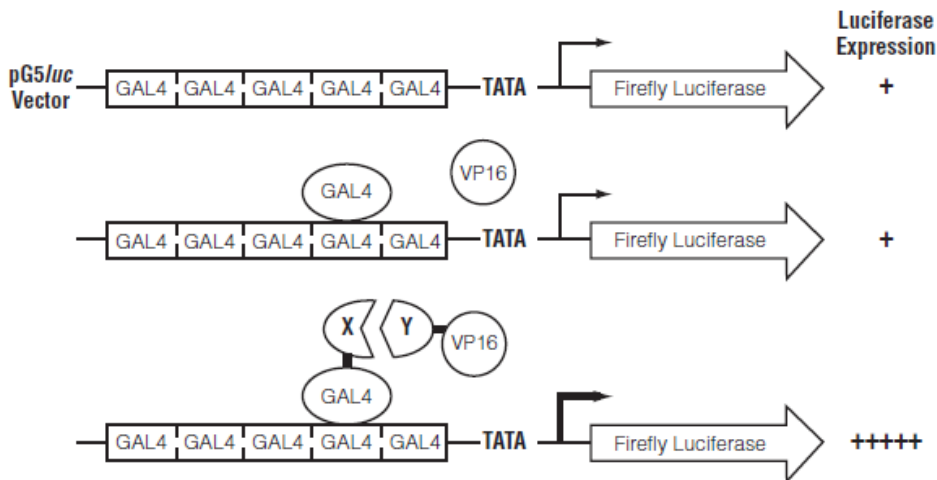 Luciferase
Expression
pG5luc
Vector
GAL4 GAL4 GAL4 GAL4 GAL4 TATA Firefly Luciferase +
VP16
GAL4
GAL4 GAL4 GAL4 GAL4 GAL4 TATA Firefly Luciferase +
X Y
VP16
GAL4
GAL4 GAL4 GAL4 GAL4 GAL4 TATA Firefly Luciferase +++++